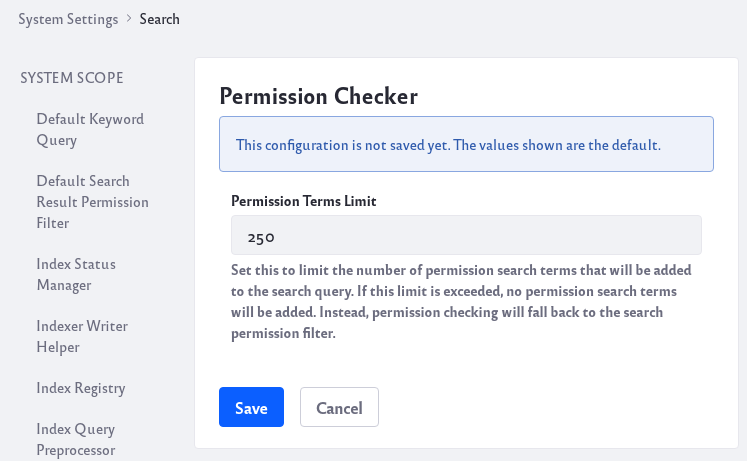 System Settings > Search
SYSTEM SCOPE
Default Keyword
Query
Default Search
Result Permission
Filter
Index Status
Manager
Indexer Writer
Helper
Index Registry
Index Query
Preprocessor
Permission Checker
This configuration is not saved yet. The values shown are the default.
Permission Terms Limit
250
Set this to limit the number of permission search terms that will be added
to the search query. If this limit is exceeded, no permission search terms
will be added. Instead, permission checking will fall back to the search
permission filter.
Save Cancel